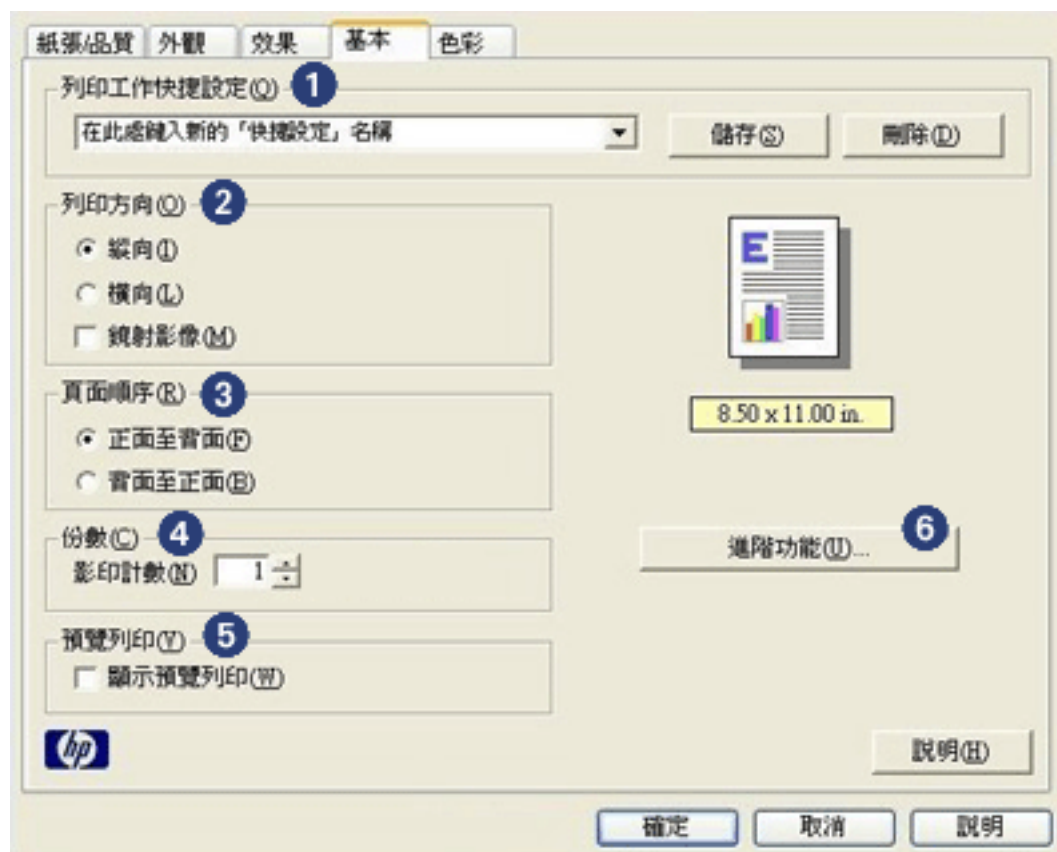 紙張/品質 外觀 效果 基本 色彩
列印工作快捷設定(Q) 1
在此處鍵入新的「快捷設定」名稱 儲存(S) 刪除(D)
列印方向(O) 2
縱向(I)
橫向(L)
鏡射影像(M)
E
8.50 x 11.00 in.
頁面順序(R) 3
正面至背面(F)
背面至正面(B)
份數(C) 4
影印計數(N) 1
進階功能(U)... 6
預覽列印(Y) 5
顯示預覽列印(W)
hp
説明(H)
確定 取消 説明